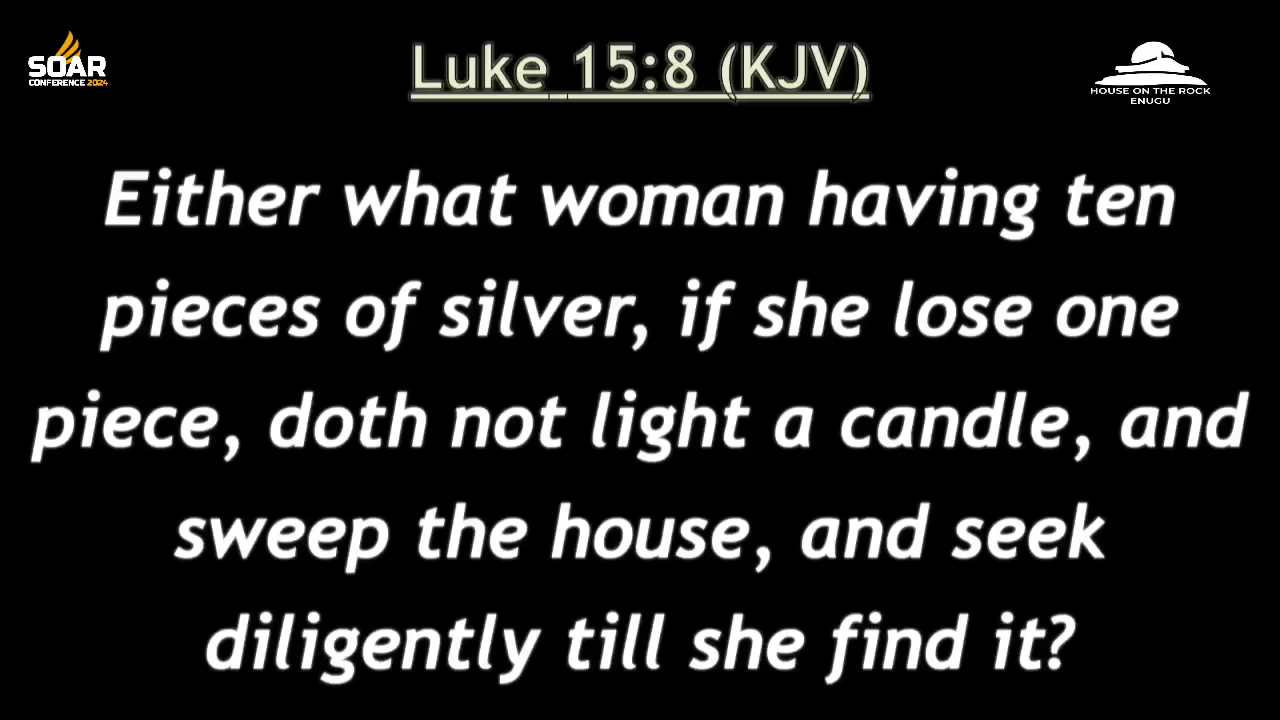 SOAR
CONFERENCE 2024
Luke 15:8 (KJV)
HOUSE ON THE ROCK
ENUGU
Either what woman having ten
pieces of silver, if she lose one
piece, doth not light a candle, and
sweep the house, and seek
diligently till she find it?